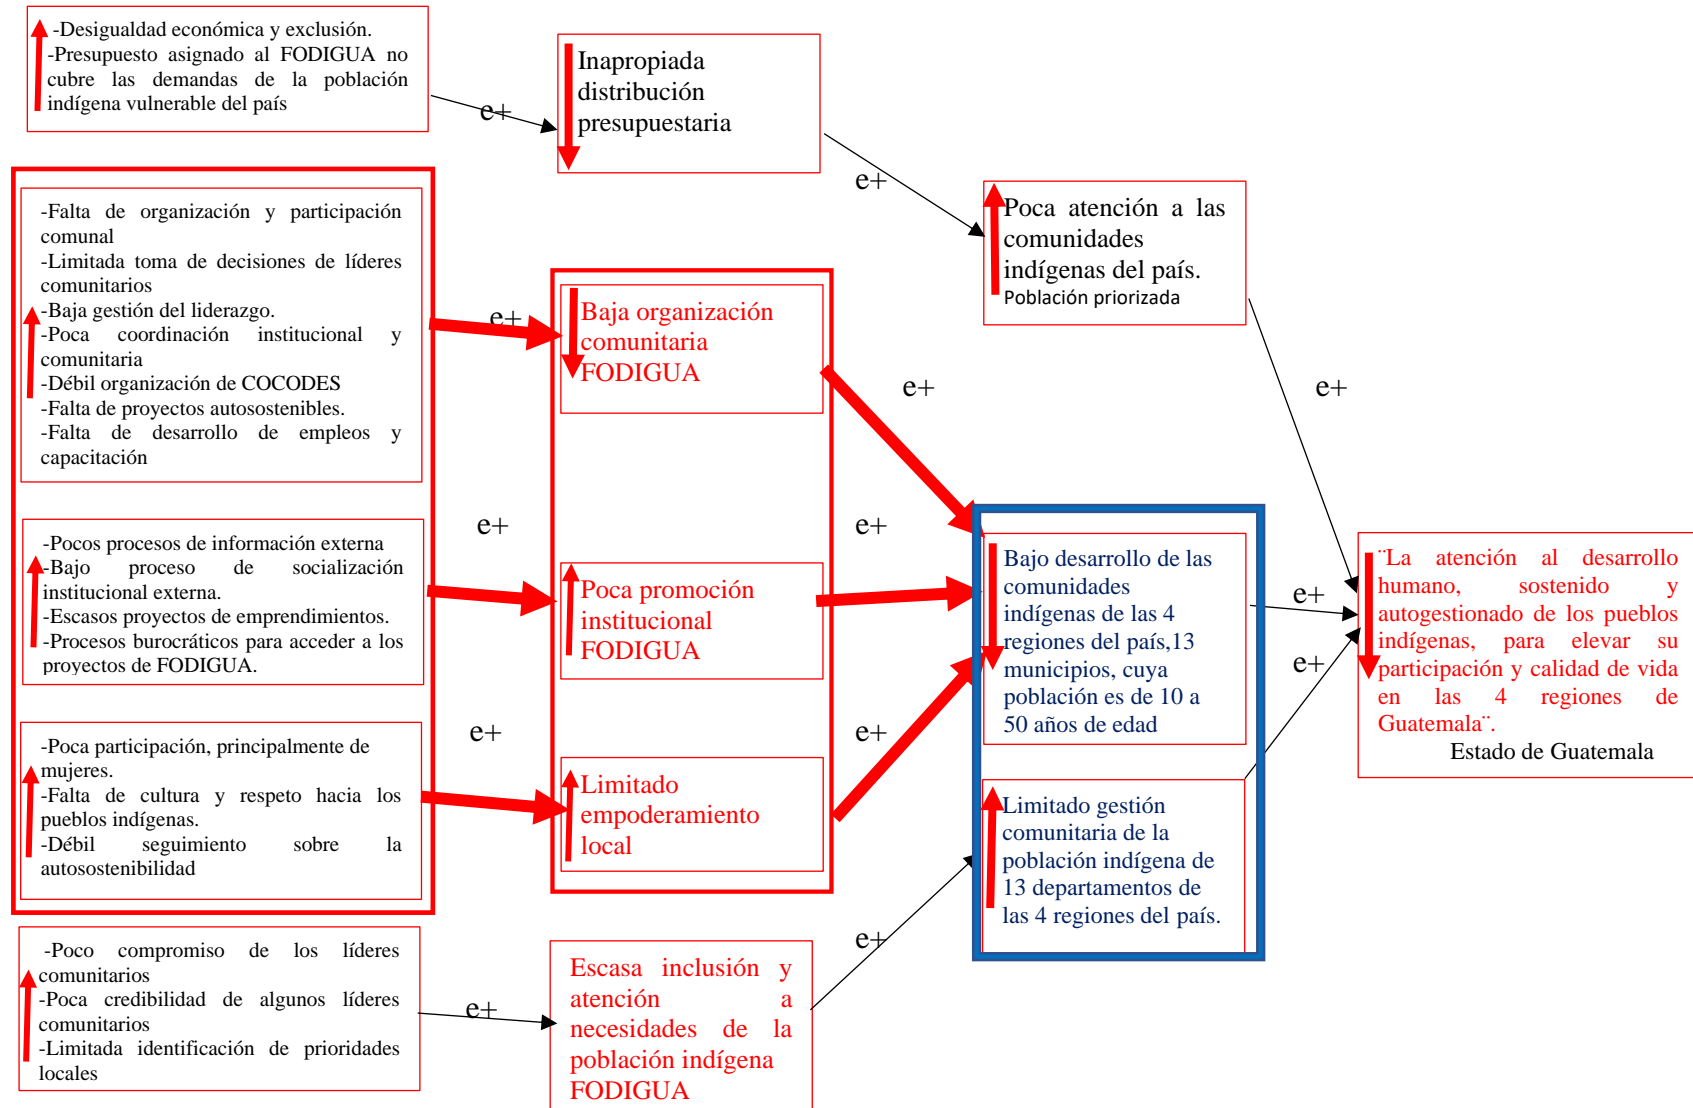 -Desigualdad económica y exclusión.
-Presupuesto asignado al FODIGUA no
cubre las demandas de la población
indígena vulnerable del país
e+
Inapropiada
distribución
presupuestaria
e+
Poca atención a las
comunidades
indígenas del país.
Población priorizada
e+
-Falta de organización y participación
comunal
-Limitada toma de decisiones de líderes
comunitarios
-Baja gestión del liderazgo.
-Poca coordinación institucional y
comunitaria
-Débil organización de COCODES
-Falta de proyectos autosostenibles.
-Falta de desarrollo de empleos y
capacitación
e+
Baja organización
comunitaria
FODIGUA
e+
-Pocos procesos de información externa
-Bajo proceso de socialización
institucional externa.
-Escasos proyectos de emprendimientos.
-Procesos burocráticos para acceder a los
proyectos de FODIGUA.
e+
Poca promoción
institucional
FODIGUA
e+
Bajo desarrollo de las
comunidades
indígenas de las 4
regiones del país,13
municipios, cuya
población es de 10 a
50 años de edad
e+
¨La atención al desarrollo
humano, sostenido y
autogestionado de los pueblos
indígenas, para elevar su
participación y calidad de vida
en las 4 regiones de
Guatemala¨.
Estado de Guatemala
-Poca participación, principalmente de
mujeres.
-Falta de cultura y respeto hacia los
pueblos indígenas.
-Débil seguimiento sobre la
autosostenibilidad
e+
Limitado
empoderamiento
local
e+
Limitado gestión
comunitaria de la
población indígena de
13 departamentos de
las 4 regiones del país.
e+
-Poco compromiso de los líderes
comunitarios
-Poca credibilidad de algunos líderes
comunitarios
-Limitada identificación de prioridades
locales
e+
Escasa inclusión y
atención a
necesidades de la
población indígena
FODIGUA
e+